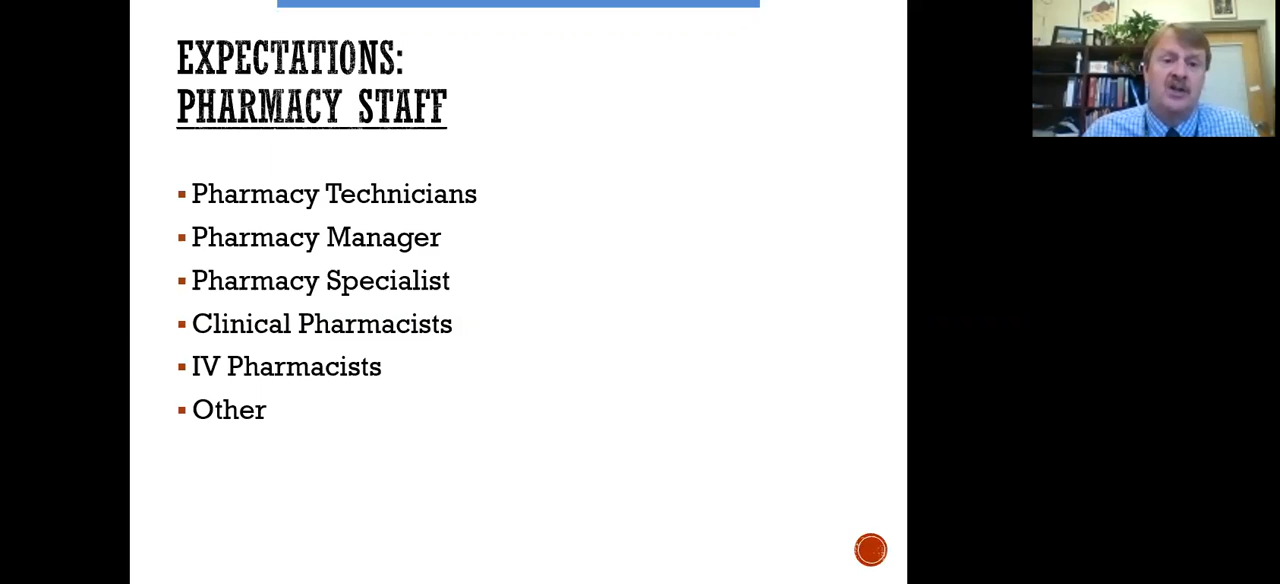 EXPECTATIONS:
PHARMACY STAFF
Pharmacy Technicians
Pharmacy Manager
Pharmacy Specialist
Clinical Pharmacists
IV Pharmacists
Other